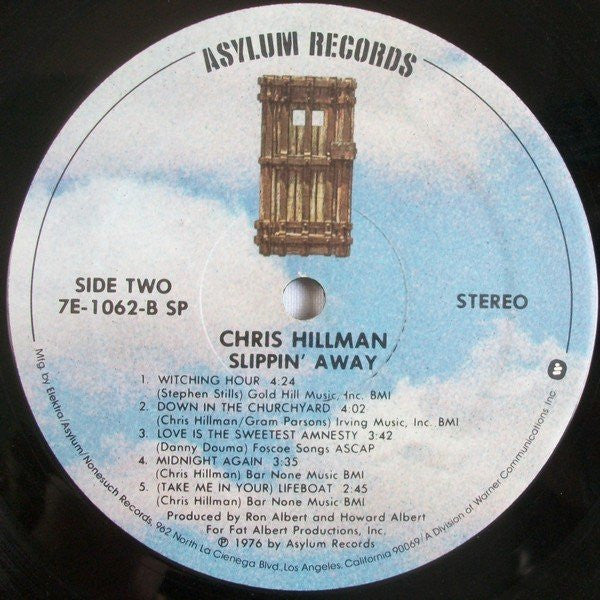 ASYLUM RECORDS
SIDE TWO
7E-1062-B SP
STEREO
CHRIS HILLMAN
SLIPPIN' AWAY
1. WITCHING HOUR 4:24
(Stephen Stills) Gold Hill Music, Inc. BMI
2. DOWN IN THE CHURCHYARD 4:02
(Chris Hillman/Gram Parsons) Irving Music, Inc. BMI
3. LOVE IS THE SWEETEST AMNESTY 3:42
(Danny Douma) Foscoe Songs ASCAP
4. MIDNIGHT AGAIN 3:35
(Chris Hillman) Bar None Music BMI
5. (TAKE ME IN YOUR) LIFEBOAT 2:45
(Chris Hillman) Bar None Music BMI
Produced by Ron Albert and Howard Albert
For Fat Albert Productions, Inc.
℗ 1976 by Asylum Records
Mfg. by Elektra/Asylum/Nonesuch Records, 962 North La Cienega Blvd., Los Angeles, California 90069/A Division of Warner Communications Inc.